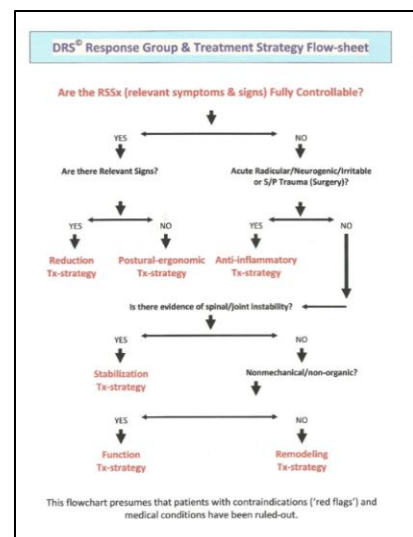 DRS© Response Group & Treatment Strategy Flow-sheet
Are the RSSx (relevant symptoms & signs) Fully Controllable?
YES NO
Are there Relevant Signs? Acute Radicular/Neurogenic/Irritable
or S/P Trauma (Surgery)?
YES NO YES NO
Reduction Postural-ergonomic Anti-inflammatory
Tx-strategy Tx-strategy Tx-strategy
Is there evidence of spinal/joint instability?
YES NO
Stabilization Nonmechanical/non-organic?
Tx-strategy
YES NO
Function Remodeling
Tx-strategy Tx-strategy
This flowchart presumes that patients with contraindications ('red flags') and
medical conditions have been ruled-out.